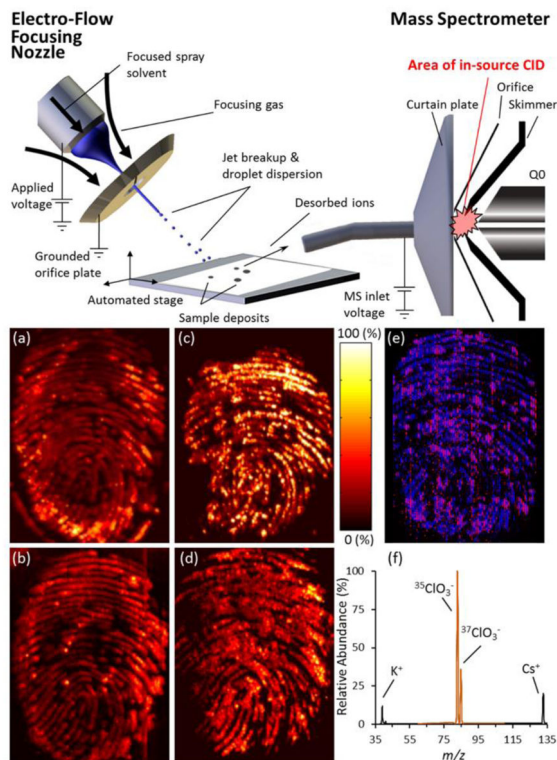 Electro-Flow
Focusing
Nozzle
Mass Spectrometer
Focused spray
solvent
Area of in-source CID
Orifice
Skimmer
Curtain plate
Focusing gas
Q0
Applied
voltage
Jet breakup &
droplet dispersion
Desorbed ions
Grounded
orifice plate
Automated stage
Sample deposits
MS inlet
voltage
(a)
(c)
100 (%)
0 (%)
(e)
(b)
(d)
(f)
Relative Abundance (%)
100
75
50
25
0
³⁵ClO₃⁻
³⁷ClO₃⁻
K⁺
Cs⁺
35 55 75 95 115 135
m/z